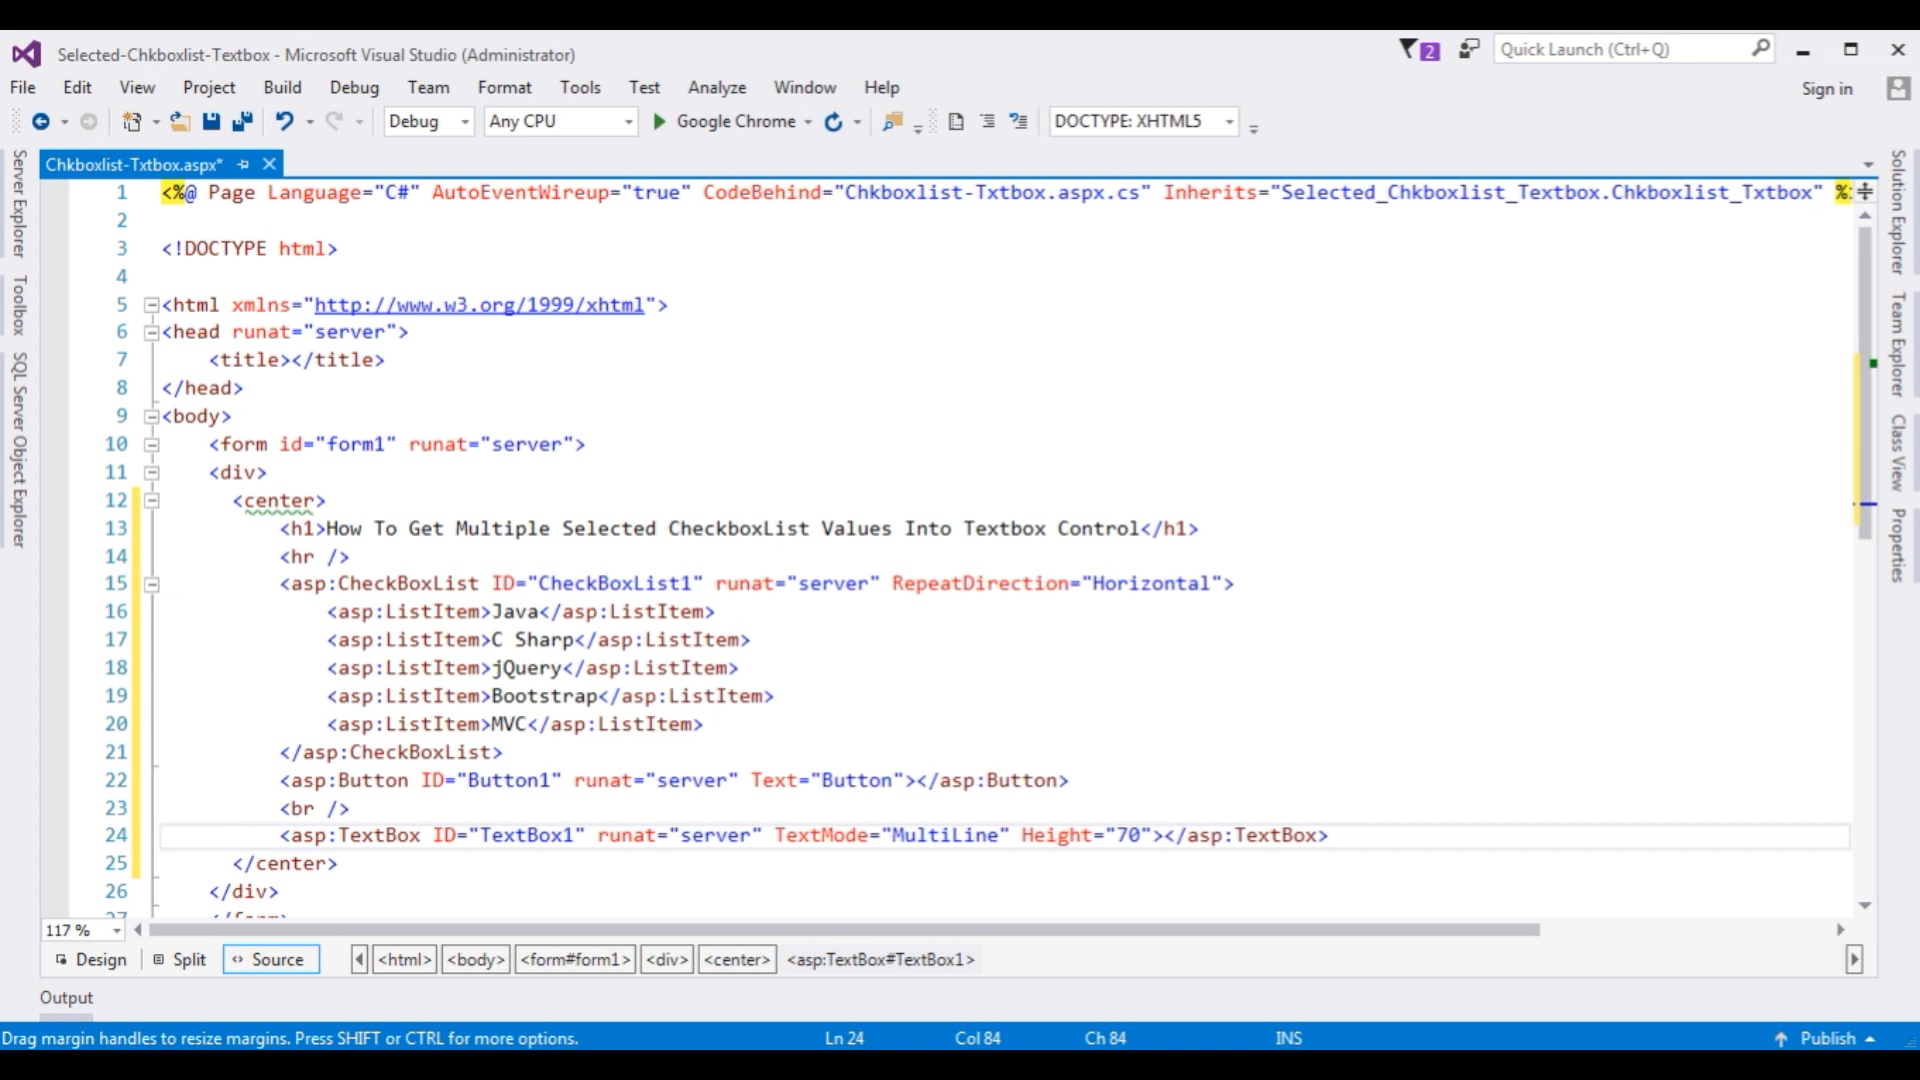 Selected-Chkboxlist-Textbox - Microsoft Visual Studio (Administrator)
2
Quick Launch (Ctrl+Q)
File Edit View Project Build Debug Team Format Tools Test Analyze Window Help
Sign in
Debug Any CPU Google Chrome DOCTYPE: XHTML5
Server Explorer
Toolbox
SQL Server Object Explorer
Chkboxlist-Txtbox.aspx*
1 <%@ Page Language="C#" AutoEventWireup="true" CodeBehind="Chkboxlist-Txtbox.aspx.cs" Inherits="Selected_Chkboxlist_Textbox.Chkboxlist_Txtbox" %
2
3 <!DOCTYPE html>
4
5 <html xmlns="http://www.w3.org/1999/xhtml">
6 <head runat="server">
7 <title></title>
8 </head>
9 <body>
10 <form id="form1" runat="server">
11 <div>
12 <center>
13 <h1>How To Get Multiple Selected CheckboxList Values Into Textbox Control</h1>
14 <hr />
15 <asp:CheckBoxList ID="CheckBoxList1" runat="server" RepeatDirection="Horizontal">
16 <asp:ListItem>Java</asp:ListItem>
17 <asp:ListItem>C Sharp</asp:ListItem>
18 <asp:ListItem>jQuery</asp:ListItem>
19 <asp:ListItem>Bootstrap</asp:ListItem>
20 <asp:ListItem>MVC</asp:ListItem>
21 </asp:CheckBoxList>
22 <asp:Button ID="Button1" runat="server" Text="Button"></asp:Button>
23 <br />
24 <asp:TextBox ID="TextBox1" runat="server" TextMode="MultiLine" Height="70"></asp:TextBox>
25 </center>
26 </div>
Solution Explorer
Team Explorer
Class View
Properties
117 %
Design Split Source <html> <body> <form#form1> <div> <center> <asp:TextBox#TextBox1>
Output
Drag margin handles to resize margins. Press SHIFT or CTRL for more options. Ln 24 Col 84 Ch 84 INS Publish